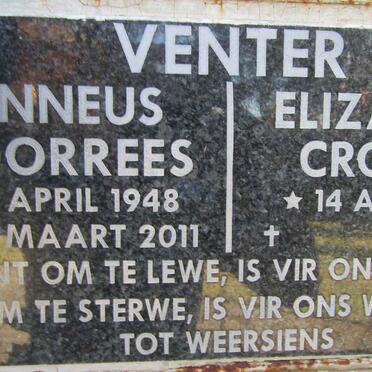 VENTER
NNEUS ELIZA
ORREES CRO
APRIL 1948 ★ 14 A
MAART 2011 ✝
NT OM TE LEWE, IS VIR ON
M TE STERWE, IS VIR ONS W
TOT WEERSIENS